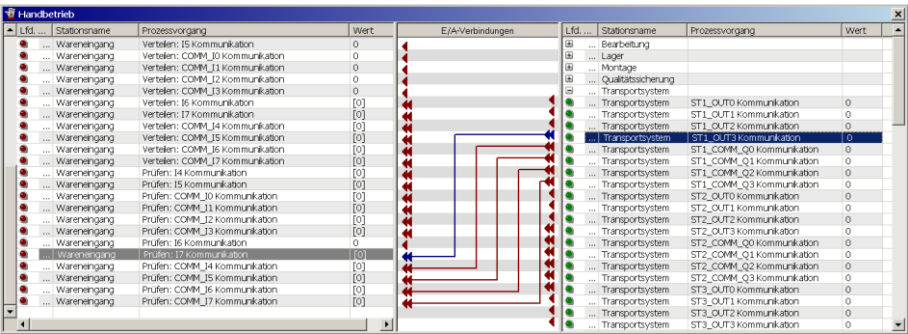 Handbetrieb
Lfd. ... Stationsname Prozessvorgang Wert E/A-Verbindungen Lfd. ... Stationsname Prozessvorgang Wert
... Wareneingang Verteilen: I5 Kommunikation 0 ... Bearbeitung
... Wareneingang Verteilen: COMM_I0 Kommunikation 0 ... Lager
... Wareneingang Verteilen: COMM_I1 Kommunikation 0 ... Montage
... Wareneingang Verteilen: COMM_I2 Kommunikation 0 ... Qualitätssicherung
... Wareneingang Verteilen: COMM_I3 Kommunikation 0 ... Transportsystem
... Wareneingang Verteilen: I6 Kommunikation [0] ... Transportsystem ST1_OUT0 Kommunikation 0
... Wareneingang Verteilen: I7 Kommunikation [0] ... Transportsystem ST1_OUT1 Kommunikation 0
... Wareneingang Verteilen: COMM_I4 Kommunikation [0] ... Transportsystem ST1_OUT2 Kommunikation 0
... Wareneingang Verteilen: COMM_I5 Kommunikation [0] ... Transportsystem ST1_OUT3 Kommunikation 0
... Wareneingang Verteilen: COMM_I6 Kommunikation [0] ... Transportsystem ST1_COMM_Q0 Kommunikation 0
... Wareneingang Verteilen: COMM_I7 Kommunikation [0] ... Transportsystem ST1_COMM_Q1 Kommunikation 0
... Wareneingang Prüfen: I4 Kommunikation [0] ... Transportsystem ST1_COMM_Q2 Kommunikation 0
... Wareneingang Prüfen: I5 Kommunikation [0] ... Transportsystem ST1_COMM_Q3 Kommunikation 0
... Wareneingang Prüfen: COMM_I0 Kommunikation [0] ... Transportsystem ST2_OUT0 Kommunikation 0
... Wareneingang Prüfen: COMM_I1 Kommunikation [0] ... Transportsystem ST2_OUT1 Kommunikation 0
... Wareneingang Prüfen: COMM_I2 Kommunikation [0] ... Transportsystem ST2_OUT2 Kommunikation 0
... Wareneingang Prüfen: COMM_I3 Kommunikation [0] ... Transportsystem ST2_OUT3 Kommunikation 0
... Wareneingang Prüfen: I6 Kommunikation 0 ... Transportsystem ST2_COMM_Q0 Kommunikation 0
... Wareneingang Prüfen: I7 Kommunikation [0] ... Transportsystem ST2_COMM_Q1 Kommunikation 0
... Wareneingang Prüfen: COMM_I4 Kommunikation [0] ... Transportsystem ST2_COMM_Q2 Kommunikation 0
... Wareneingang Prüfen: COMM_I5 Kommunikation [0] ... Transportsystem ST2_COMM_Q3 Kommunikation 0
... Wareneingang Prüfen: COMM_I6 Kommunikation [0] ... Transportsystem ST3_OUT0 Kommunikation 0
... Wareneingang Prüfen: COMM_I7 Kommunikation [0] ... Transportsystem ST3_OUT1 Kommunikation 0
... Transportsystem ST3_OUT2 Kommunikation 0
... Transportsystem ST3_OUT3 Kommunikation 0